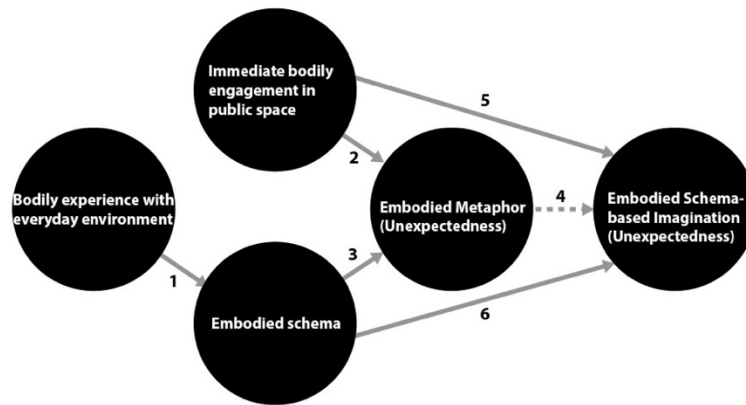 Immediate bodily
engagement in
public space
5
2
Bodily experience with
everyday environment
Embodied Metaphor
(Unexpectedness)
4
Embodied Schema-
based Imagination
(Unexpectedness)
1
3
Embodied schema
6